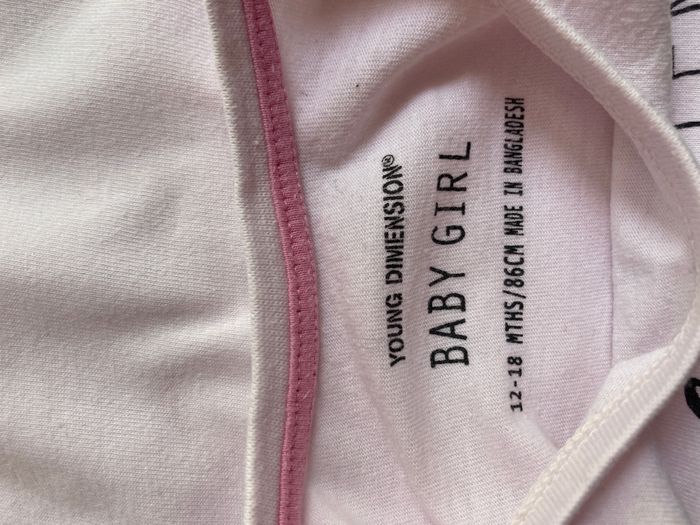 YOUNG DIMENSION®
BABY GIRL
12-18 MTHS/86CM MADE IN BANGLADESH